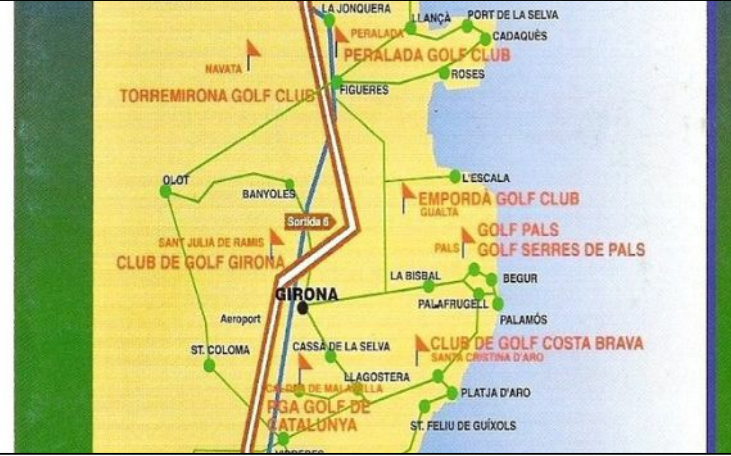 LA JONQUERA
LLANÇÀ
PORT DE LA SELVA
PERALADA
CADAQUÈS
PERALADA GOLF CLUB
NAVATA
ROSES
TORREMIRONA GOLF CLUB
FIGUERES
OLOT
BANYOLES
L'ESCALA
EMPORDÀ GOLF CLUB
GUALTA
Sortida 6
SANT JULIÀ DE RAMIS
CLUB DE GOLF GIRONA
GOLF PALS
PALS
GOLF SERRES DE PALS
LA BISBAL
BEGUR
GIRONA
PALAFRUGELL
PALAMÓS
Aeroport
ST. COLOMA
CASSÀ DE LA SELVA
CLUB DE GOLF COSTA BRAVA
SANTA CRISTINA D'ARO
LLAGOSTERA
CALDES DE MALAVELLA
PLATJA D'ARO
PGA GOLF DE
CATALUNYA
ST. FELIU DE GUÍXOLS